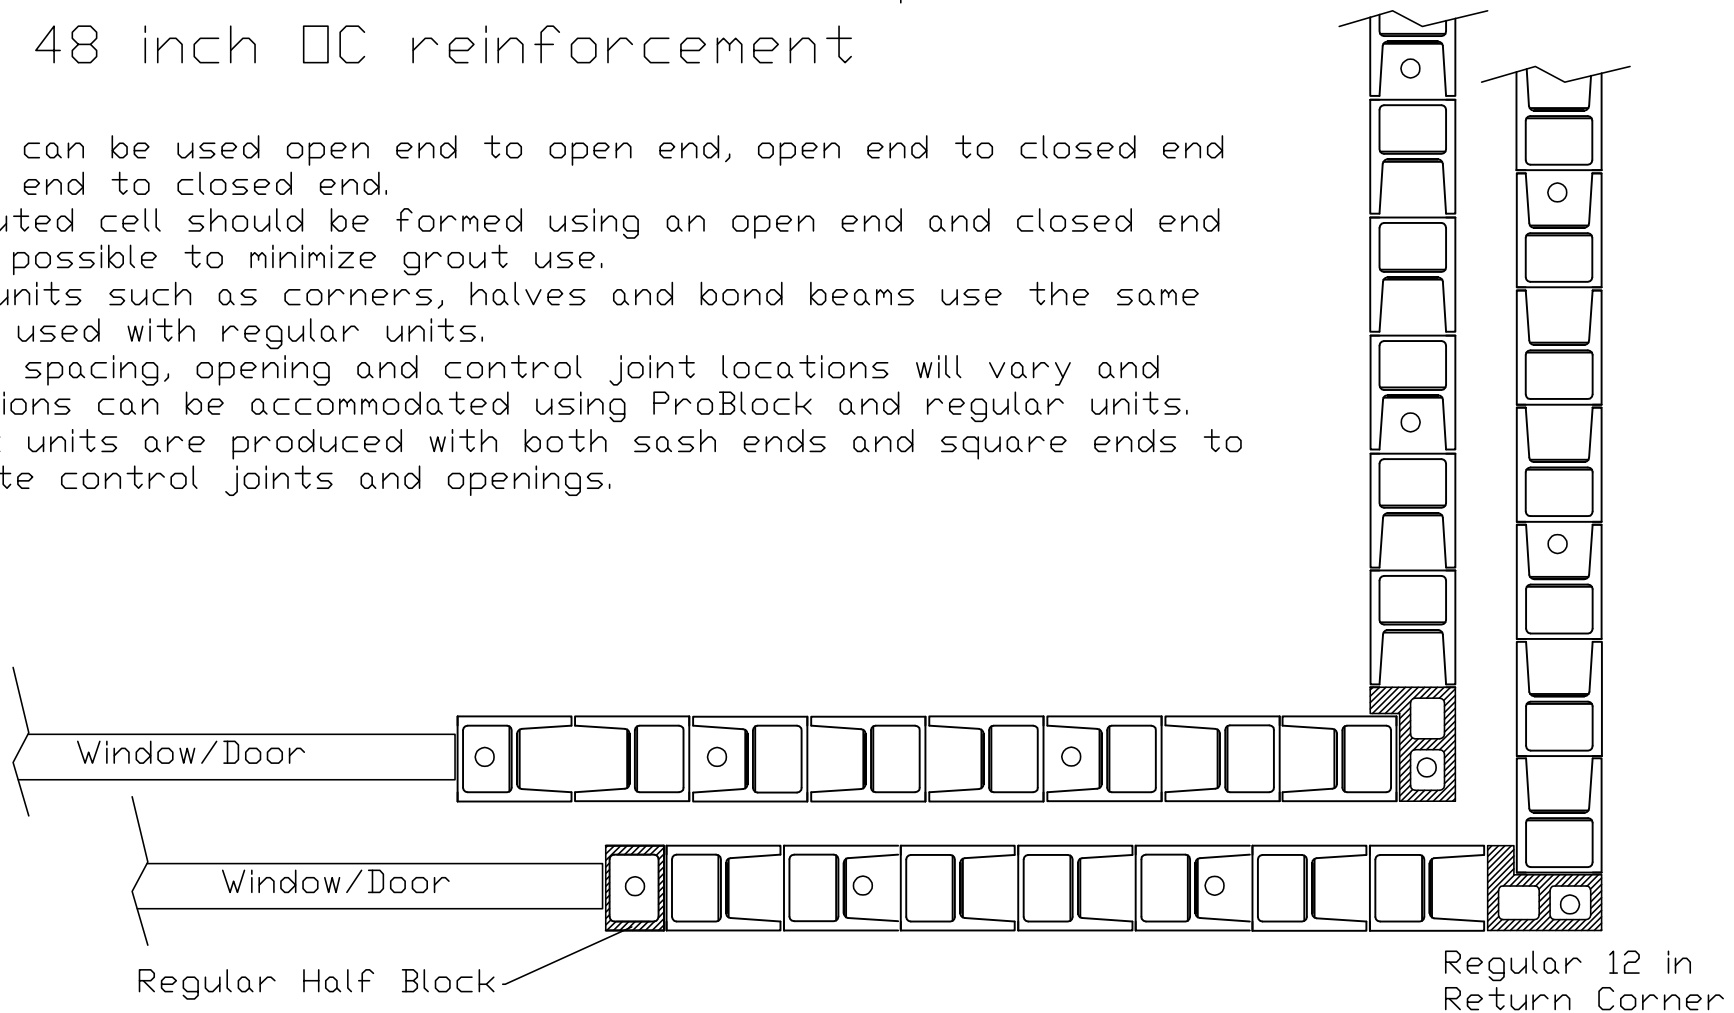 48 inch □C reinforcement
can be used open end to open end, open end to closed end
end to closed end.
uted cell should be formed using an open end and closed end
possible to minimize grout use.
units such as corners, halves and bond beams use the same
used with regular units.
spacing, opening and control joint locations will vary and
ions can be accommodated using ProBlock and regular units.
units are produced with both sash ends and square ends to
te control joints and openings.
Window/Door
Window/Door
Regular Half Block
Regular 12 in
Return Corner